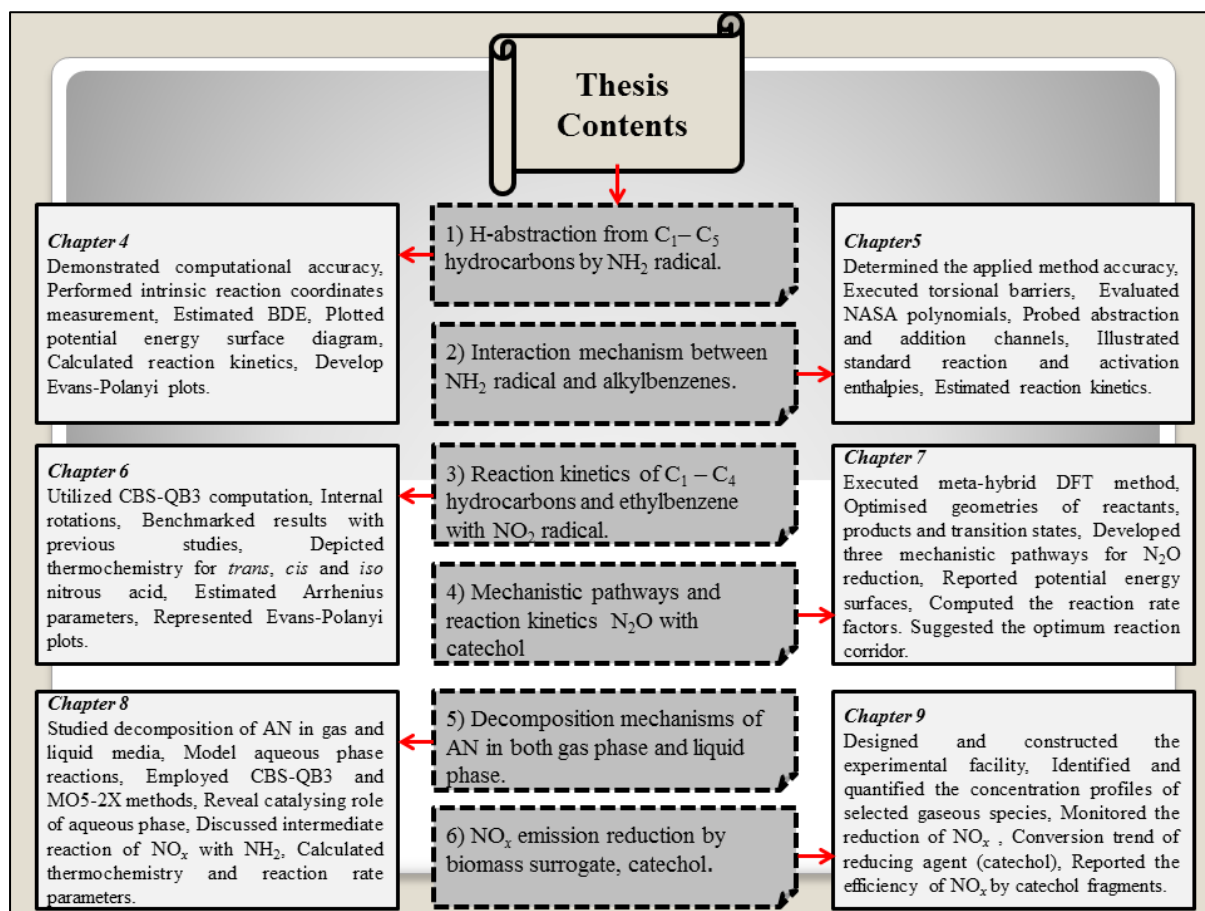 Thesis
Contents
1) H-abstraction from C₁– C₅
hydrocarbons by NH₂ radical.
Chapter 4
Demonstrated computational accuracy,
Performed intrinsic reaction coordinates
measurement, Estimated BDE, Plotted
potential energy surface diagram,
Calculated reaction kinetics, Develop
Evans-Polanyi plots.
2) Interaction mechanism between
NH₂ radical and alkylbenzenes.
Chapter5
Determined the applied method accuracy,
Executed torsional barriers, Evaluated
NASA polynomials, Probed abstraction
and addition channels, Illustrated
standard reaction and activation
enthalpies, Estimated reaction kinetics.
3) Reaction kinetics of C₁ – C₄
hydrocarbons and ethylbenzene
with NO₂ radical.
Chapter 6
Utilized CBS-QB3 computation, Internal
rotations, Benchmarked results with
previous studies, Depicted
thermochemistry for trans, cis and iso
nitrous acid, Estimated Arrhenius
parameters, Represented Evans-Polanyi
plots.
4) Mechanistic pathways and
reaction kinetics N₂O with
catechol
Chapter 7
Executed meta-hybrid DFT method,
Optimised geometries of reactants,
products and transition states, Developed
three mechanistic pathways for N₂O
reduction, Reported potential energy
surfaces, Computed the reaction rate
factors. Suggested the optimum reaction
corridor.
5) Decomposition mechanisms of
AN in both gas phase and liquid
phase.
Chapter 8
Studied decomposition of AN in gas and
liquid media, Model aqueous phase
reactions, Employed CBS-QB3 and
MO5-2X methods, Reveal catalysing role
of aqueous phase, Discussed intermediate
reaction of NOₓ with NH₂, Calculated
thermochemistry and reaction rate
parameters.
6) NOₓ emission reduction by
biomass surrogate, catechol.
Chapter 9
Designed and constructed the
experimental facility, Identified and
quantified the concentration profiles of
selected gaseous species, Monitored the
reduction of NOₓ , Conversion trend of
reducing agent (catechol), Reported the
efficiency of NOₓ by catechol fragments.